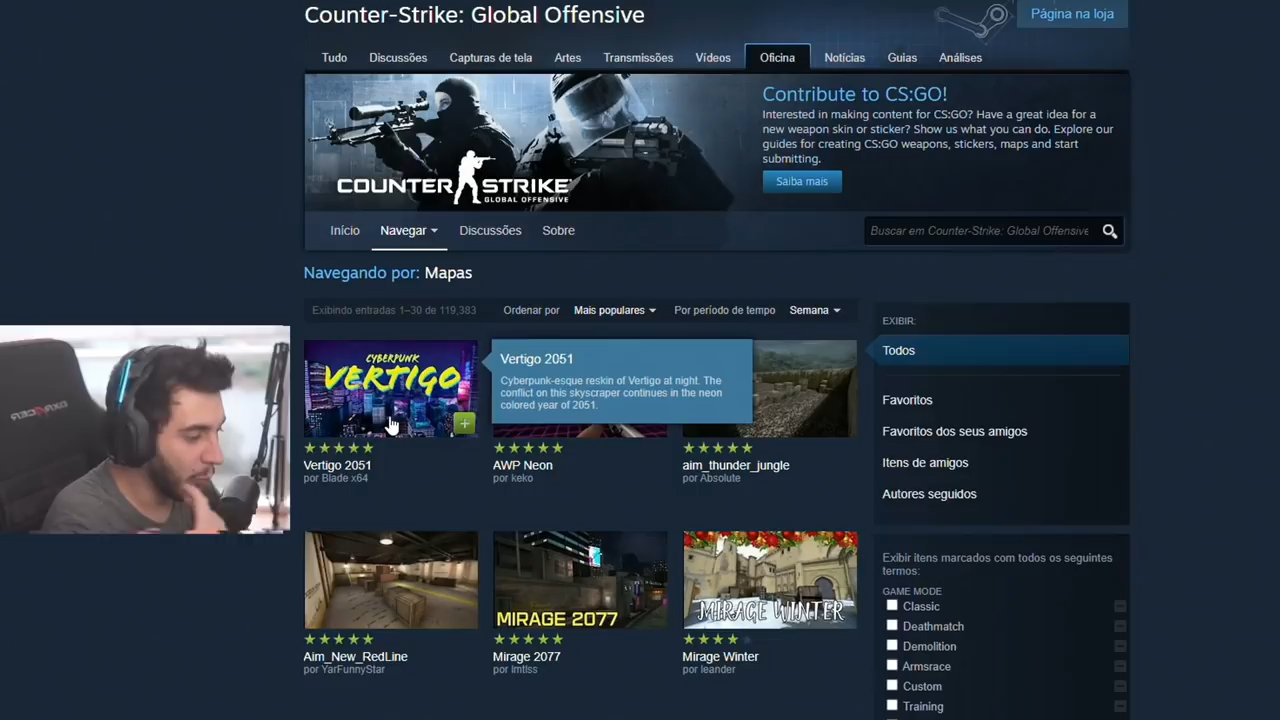 Counter-Strike: Global Offensive
Página na loja
Tudo Discussões Capturas de tela Artes Transmissões Vídeos Oficina Notícias Guias Análises
Contribute to CS:GO!
Interested in making content for CS:GO? Have a great idea for a
new weapon skin or sticker? Show us what you can do. Explore our
guides for creating CS:GO weapons, stickers, maps and start
submitting.
Saiba mais
COUNTER STRIKE
GLOBAL OFFENSIVE
Início Navegar Discussões Sobre
Buscar em Counter-Strike: Global Offensive
Navegando por: Mapas
Exibindo entradas 1–30 de 119,383
Ordenar por Mais populares Por período de tempo Semana
CYBERPUNK
VERTIGO
Vertigo 2051
Cyberpunk-esque reskin of Vertigo at night. The
conflict on this skyscraper continues in the neon
colored year of 2051.
Vertigo 2051
por Blade x64
AWP Neon
por keko
aim_thunder_jungle
por Absolute
MIRAGE 2077
MIRAGE WINTER
Aim_New_RedLine
por YarFunnyStar
Mirage 2077
por lmtlss
Mirage Winter
por leander
EXIBIR:
Todos
Favoritos
Favoritos dos seus amigos
Itens de amigos
Autores seguidos
Exibir itens marcados com todos os seguintes
termos:
GAME MODE
Classic
Deathmatch
Demolition
Armsrace
Custom
Training
DXRACER